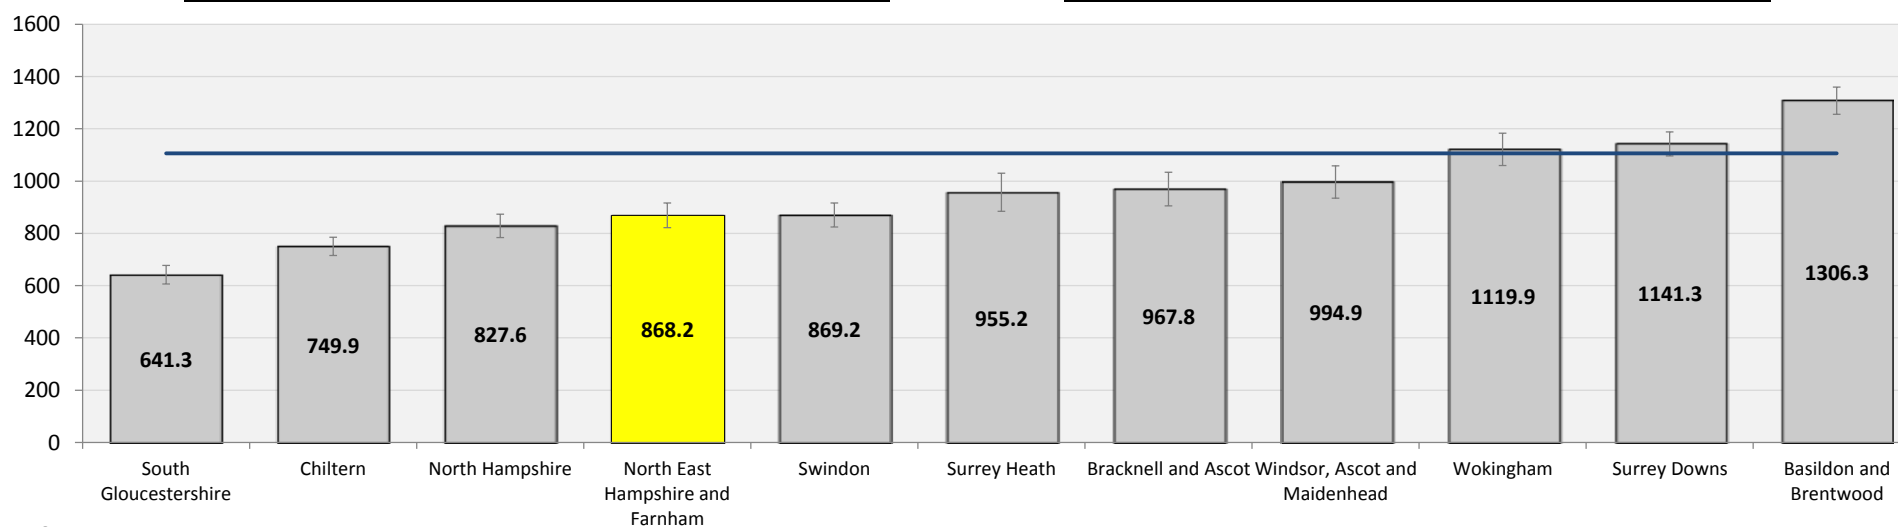 1600
1400
1200
1000
800
600
400
200
0
641.3
749.9
827.6
868.2
869.2
955.2
967.8
994.9
1119.9
1141.3
1306.3
South
Gloucestershire
Chiltern
North Hampshire
North East
Hampshire and
Farnham
Swindon
Surrey Heath
Bracknell and Ascot
Windsor, Ascot and
Maidenhead
Wokingham
Surrey Downs
Basildon and
Brentwood